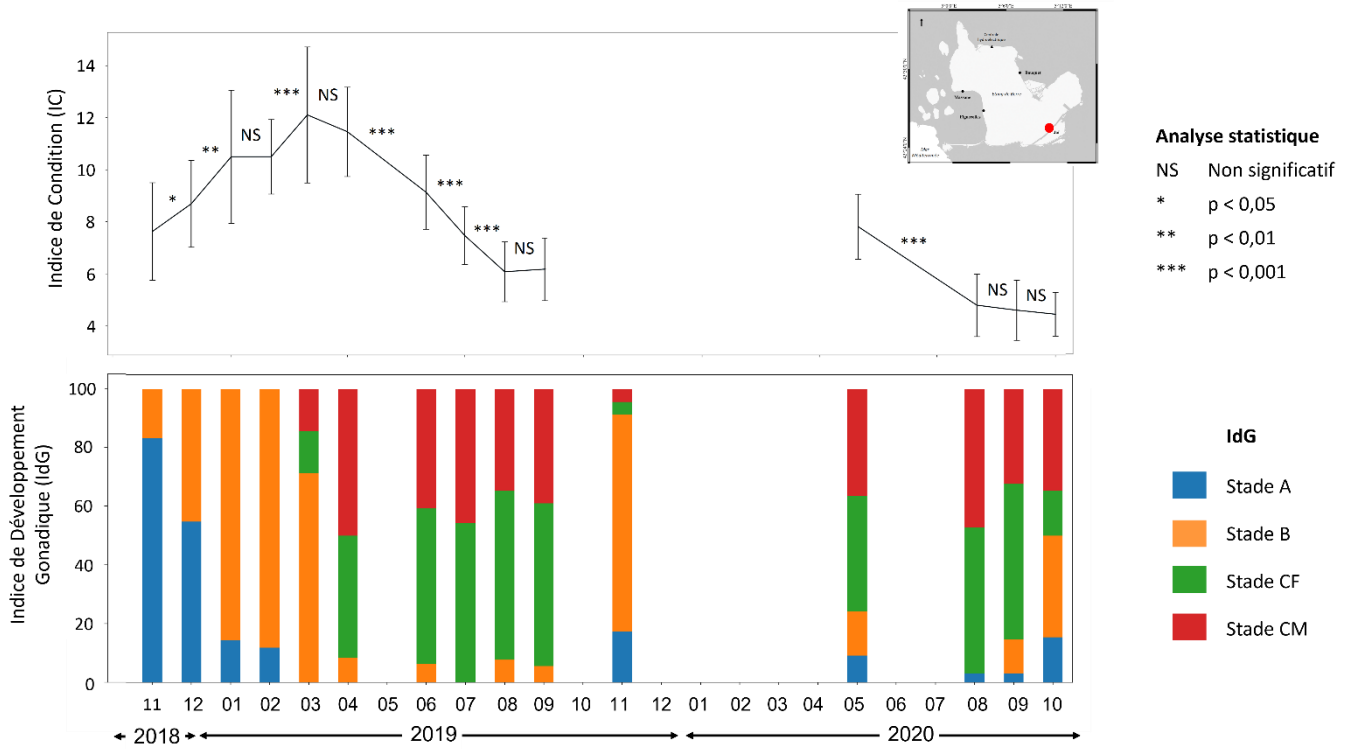 Indice de Condition (IC)
14
12
10
8
6
4
* ** NS *** NS *** *** *** NS *** NS NS
Analyse statistique
NS Non significatif
* p < 0,05
** p < 0,01
*** p < 0,001
Indice de Développement
Gonadique (IdG)
100
80
60
40
20
0
11 12 01 02 03 04 05 06 07 08 09 10 11 12 01 02 03 04 05 06 07 08 09 10
2018 2019 2020
IdG
Stade A
Stade B
Stade CF
Stade CM